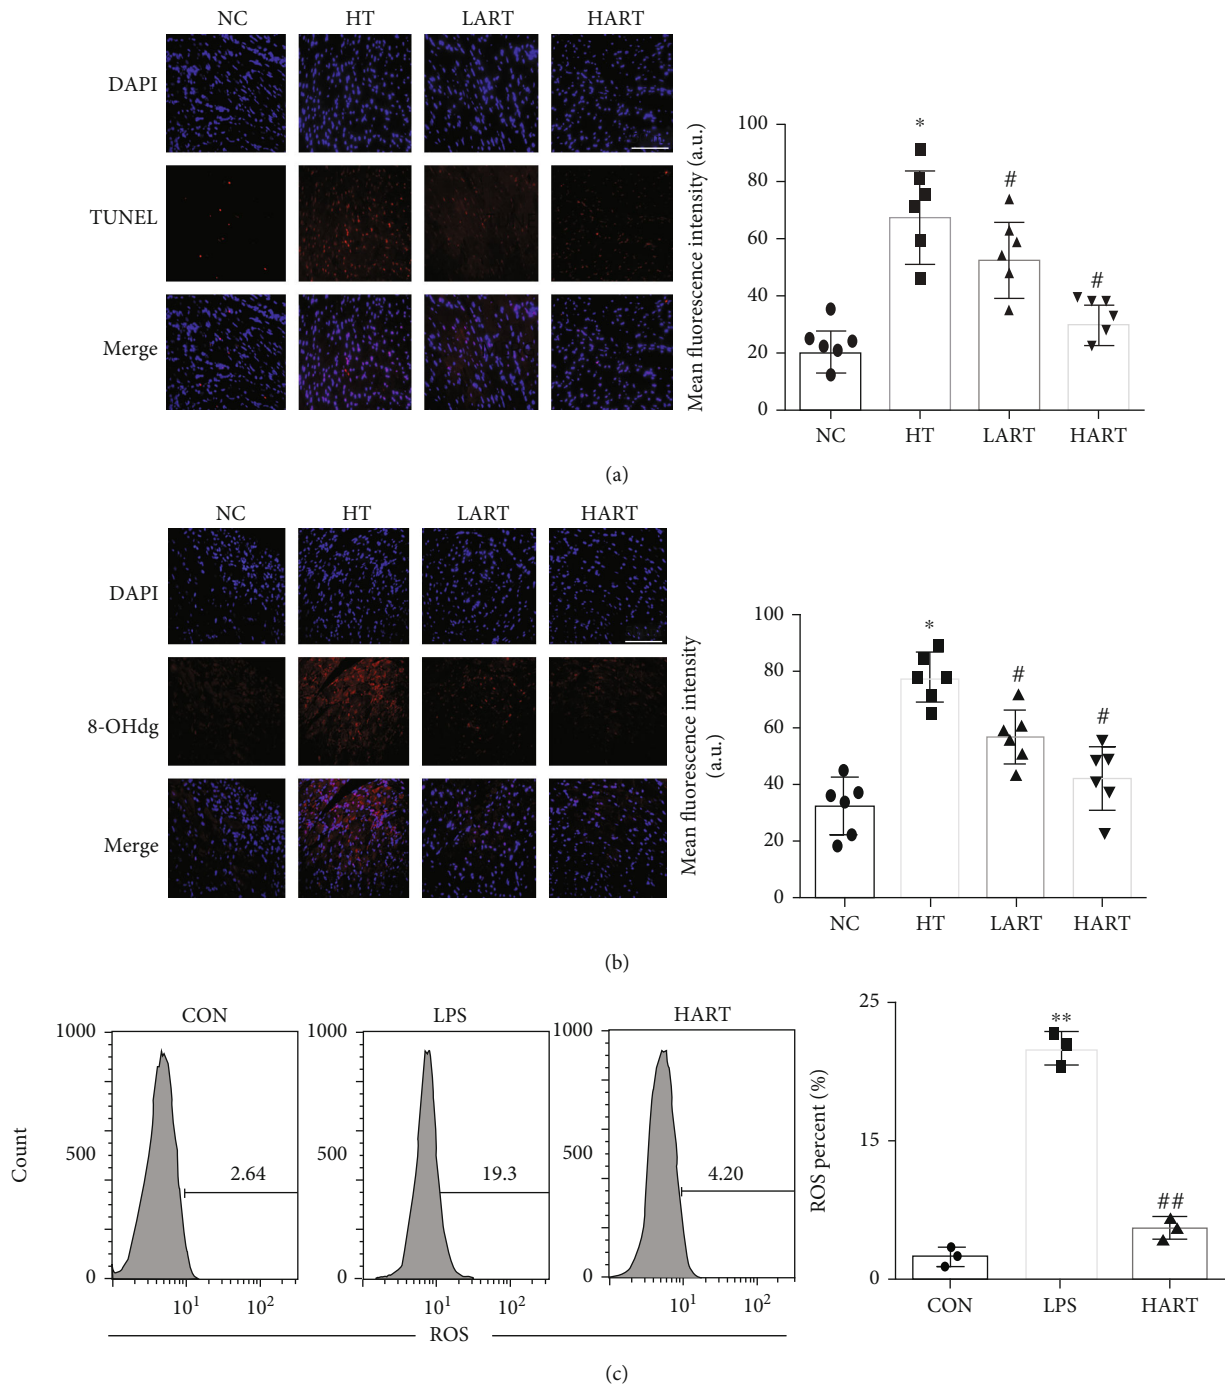 NC HT LART HART
DAPI
TUNEL
Merge
Mean fluorescence intensity (a.u.)
100
80
60
40
20
0
*
#
#
NC HT LART HART
(a)
NC HT LART HART
DAPI
8-OHdg
Merge
Mean fluorescence intensity
(a.u.)
100
80
60
40
20
0
*
#
#
NC HT LART HART
(b)
CON LPS HART
Count
1000
500
0
2.64
10¹ 10²
1000
500
0
19.3
10¹ 10²
1000
500
0
4.20
10¹ 10²
ROS
ROS percent (%)
25
15
0
**
##
CON LPS HART
(c)